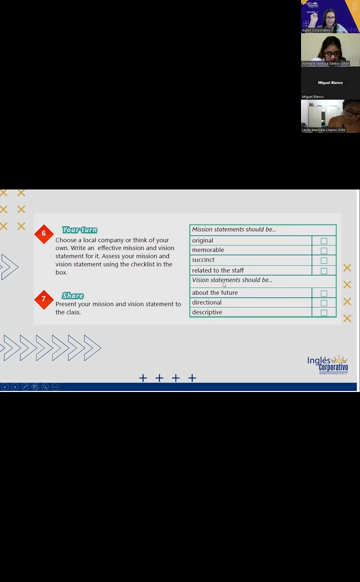 Miguel Blanco
Miguel Blanco
6
Your turn
Choose a local company or think of your
own. Write an effective mission and vision
statement for it. Assess your mission and
vision statement using the checklist in the
box.
7
Share
Present your mission and vision statement to
the class.
Mission statements should be...
original
memorable
succinct
related to the staff
Vision statements should be...
about the future
directional
descriptive
Inglés
Corporativo